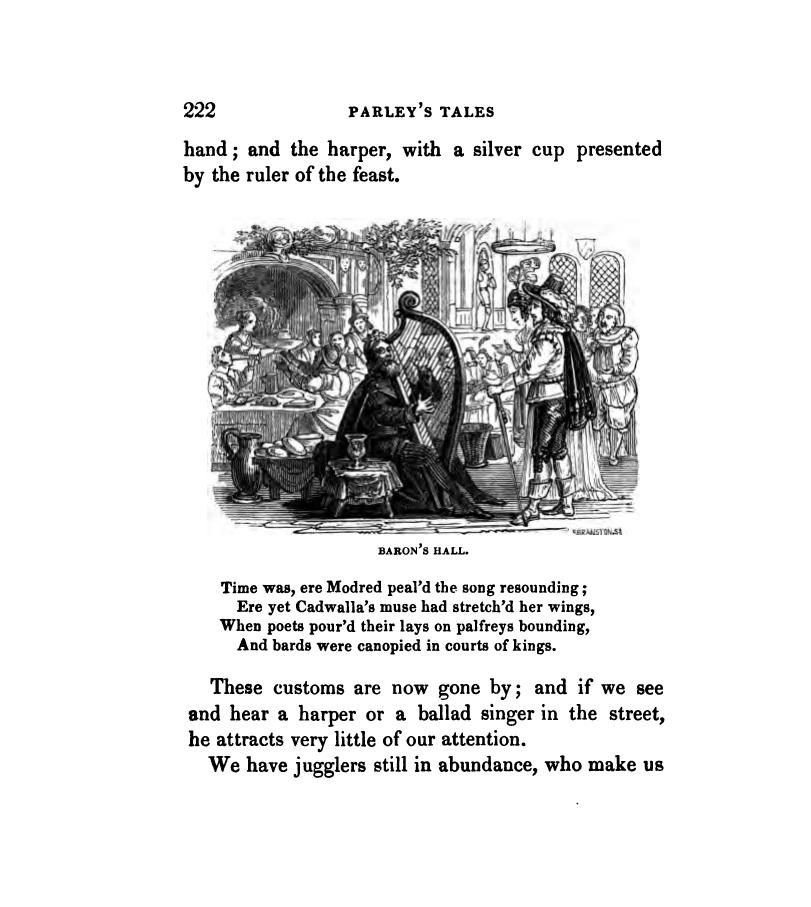 222 PARLEY'S TALES
hand; and the harper, with a silver cup presented
by the ruler of the feast.
BARON'S HALL.
Time was, ere Modred peal'd the song resounding;
Ere yet Cadwalla's muse had stretch'd her wings,
When poets pour'd their lays on palfreys bounding,
And bards were canopied in courts of kings.
These customs are now gone by; and if we see
and hear a harper or a ballad singer in the street,
he attracts very little of our attention.
We have jugglers still in abundance, who make us